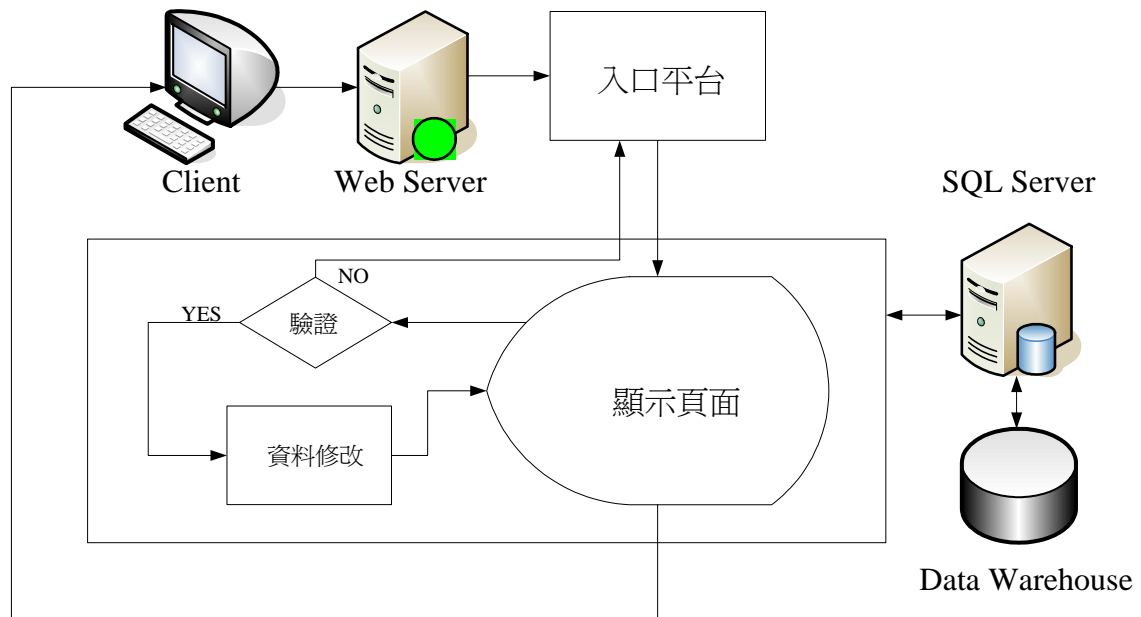 入口平台
Client
Web Server
SQL Server
NO
YES
驗證
顯示頁面
資料修改
Data Warehouse